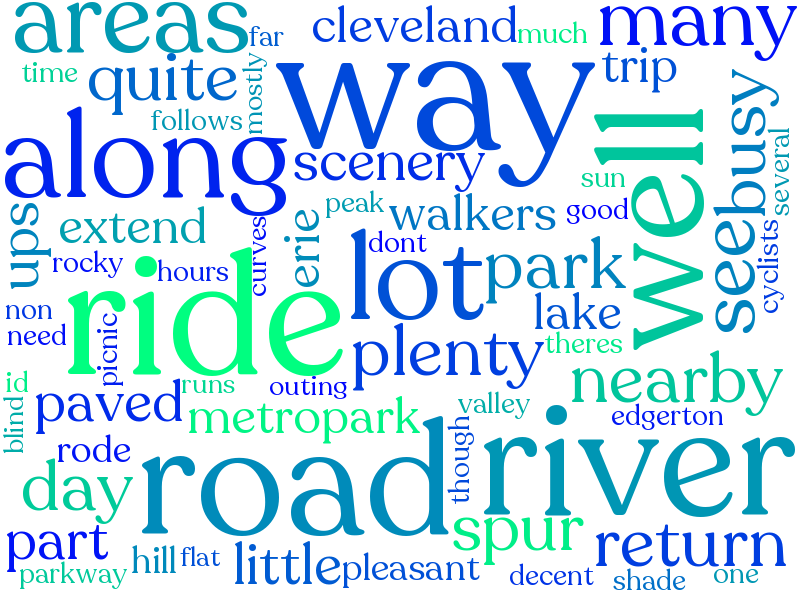 areas
far
cleveland
much
many
time
quite
mostly
way
trip
follows
along
scenery
well
busy
several
sun
peak
walkers
good
ups
extend
erie
dont
see
cyclists
rocky
hours
curves
lot
park
non
ride
lake
need
picnic
plenty
theres
id
runs
outing
nearby
blind
paved
metropark
valley
edgerton
rode
road
though
river
day
spur
part
hill
flat
little
pleasant
return
parkway
decent
shade
one